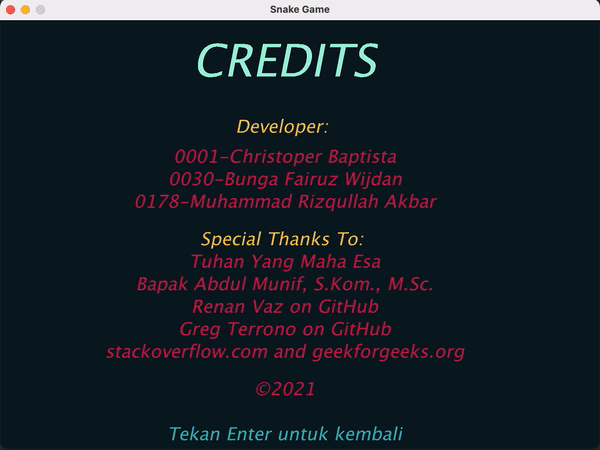 Snake Game
CREDITS
Developer:
0001-Christoper Baptista
0030-Bunga Fairuz Wijdan
0178-Muhammad Rizqullah Akbar
Special Thanks To:
Tuhan Yang Maha Esa
Bapak Abdul Munif, S.Kom., M.Sc.
Renan Vaz on GitHub
Greg Terrono on GitHub
stackoverflow.com and geekforgeeks.org
©2021
Tekan Enter untuk kembali